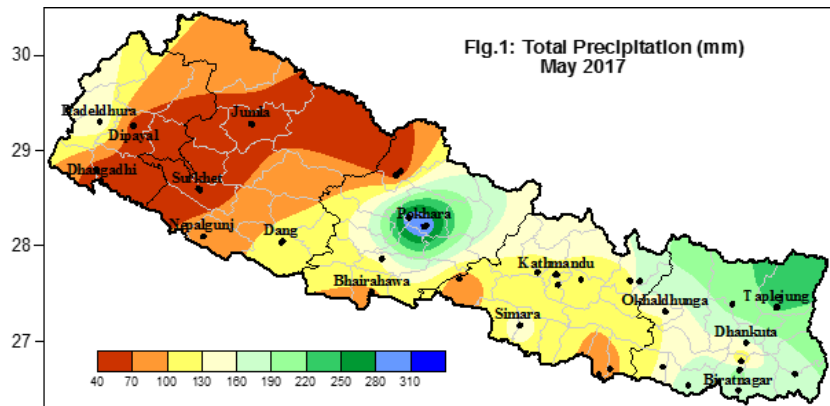 Fig.1: Total Precipitation (mm)
May 2017
30
29
28
27
Dadeldhura
Dipayal
Jumla
Dhangadhi
Surkhet
Nepalgunj
Dang
Pokhara
Bhairahawa
Kathmandu
Simara
Okhaldhunga
Taplejung
Dhankuta
Biratnagar
40 70 100 130 160 190 220 250 280 310